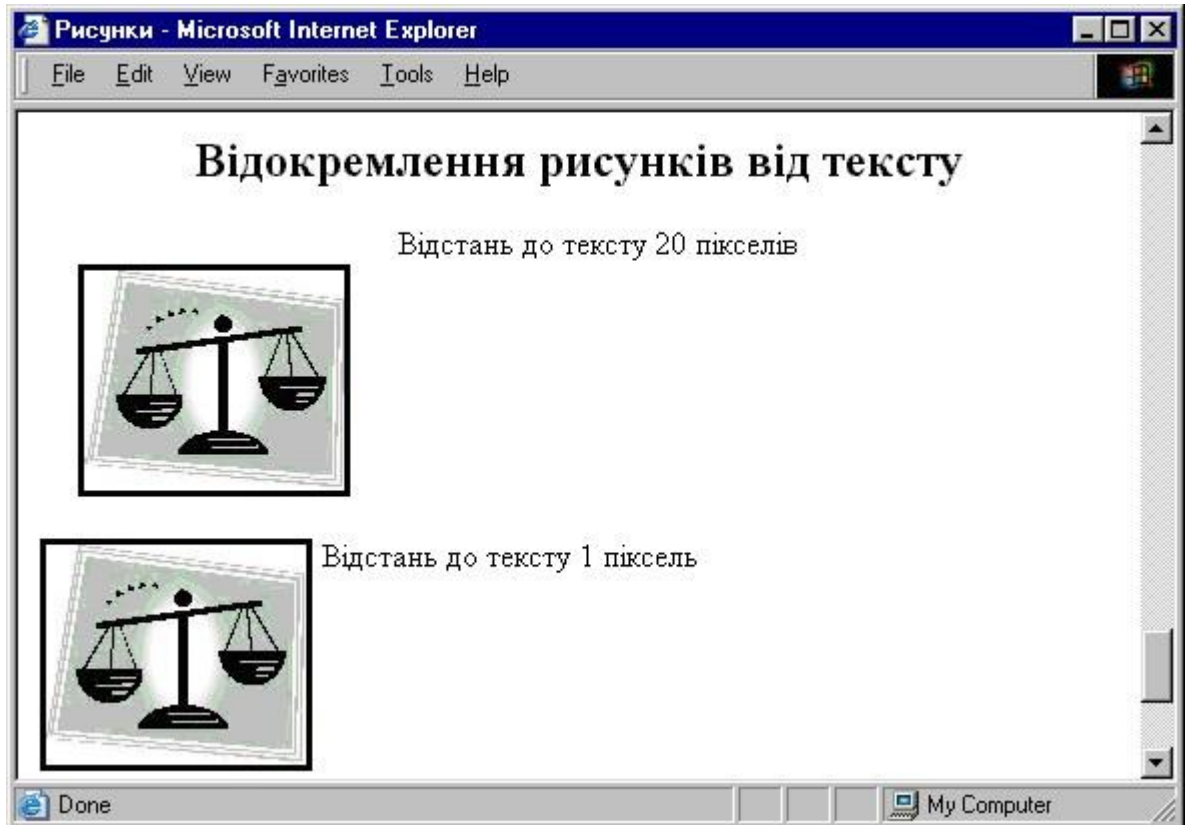 Рисунки - Microsoft Internet Explorer
File Edit View Favorites Tools Help
Відокремлення рисунків від тексту
Відстань до тексту 20 пікселів
Відстань до тексту 1 піксель
Done My Computer